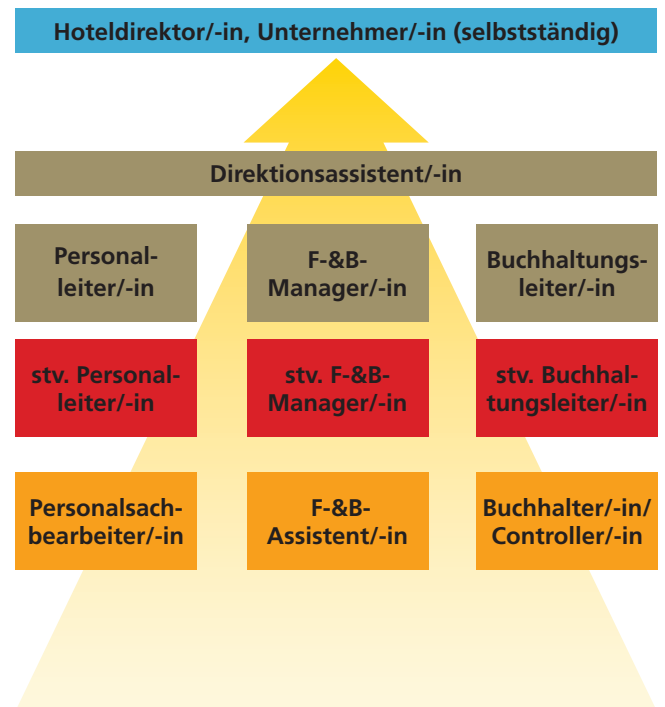 Hoteldirektor/-in, Unternehmer/-in (selbstständig)
Direktionsassistent/-in
Personal-
leiter/-in
F-&B-
Manager/-in
Buchhaltungs-
leiter/-in
stv. Personal-
leiter/-in
stv. F-&B-
Manager/-in
stv. Buchhal-
tungsleiter/-in
Personalsach-
bearbeiter/-in
F-&B-
Assistent/-in
Buchhalter/-in/
Controller/-in